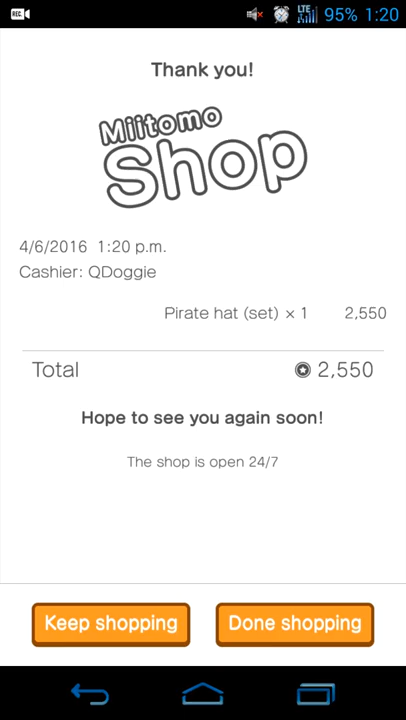 REC
LTE
95% 1:20
Thank you!
Miitomo
Shop
4/6/2016 1:20 p.m.
Cashier: QDoggie
Pirate hat (set) × 1 2,550
Total 2,550
Hope to see you again soon!
The shop is open 24/7
Keep shopping Done shopping